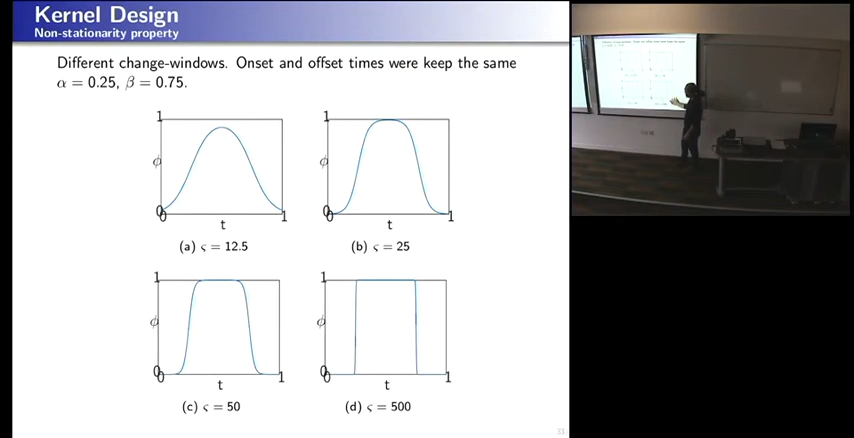 Kernel Design
Non-stationarity property
Different change-windows. Onset and offset times were keep the same
α = 0.25, β = 0.75.
1
ϕ
0
0
1
t
(a) ς = 12.5
1
ϕ
0
0
1
t
(b) ς = 25
1
ϕ
0
0
1
t
(c) ς = 50
1
ϕ
0
0
1
t
(d) ς = 500
33